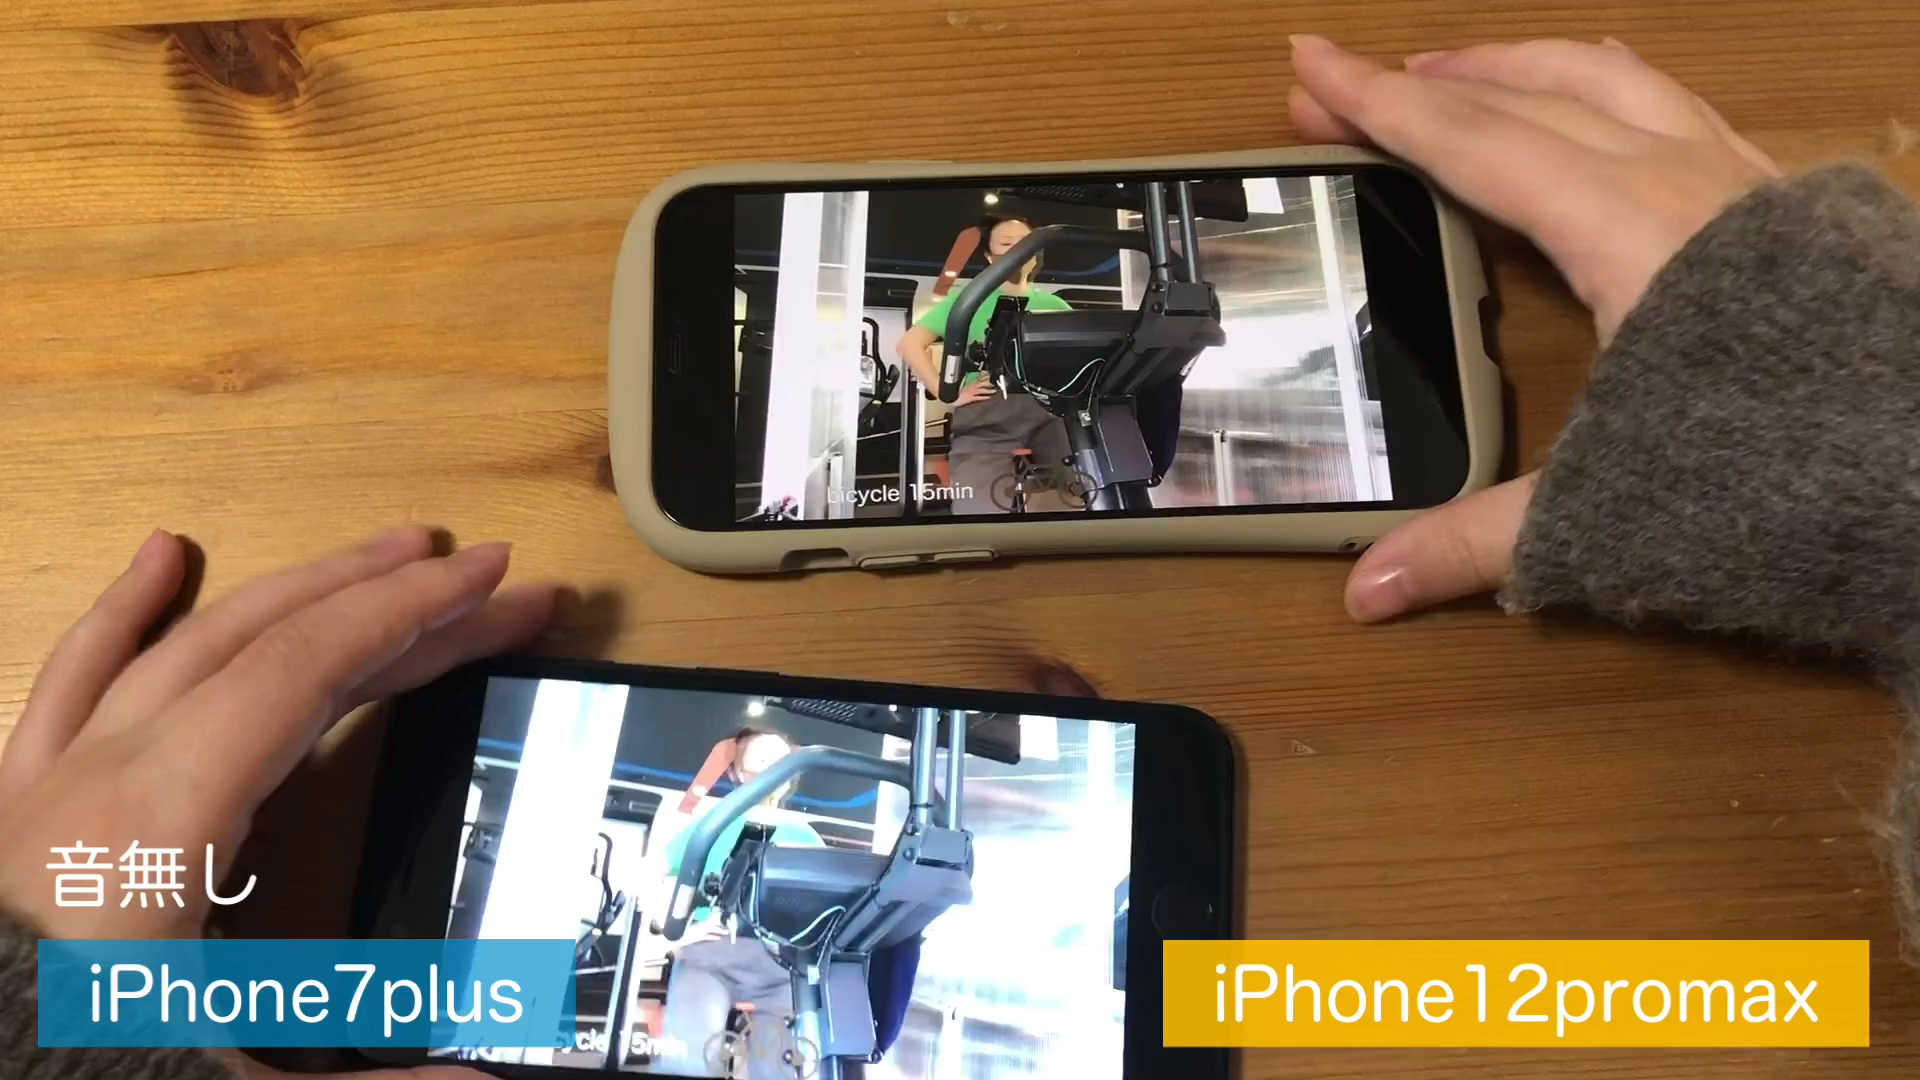 bicycle 15min
音無し
iPhone7plus
iPhone12promax